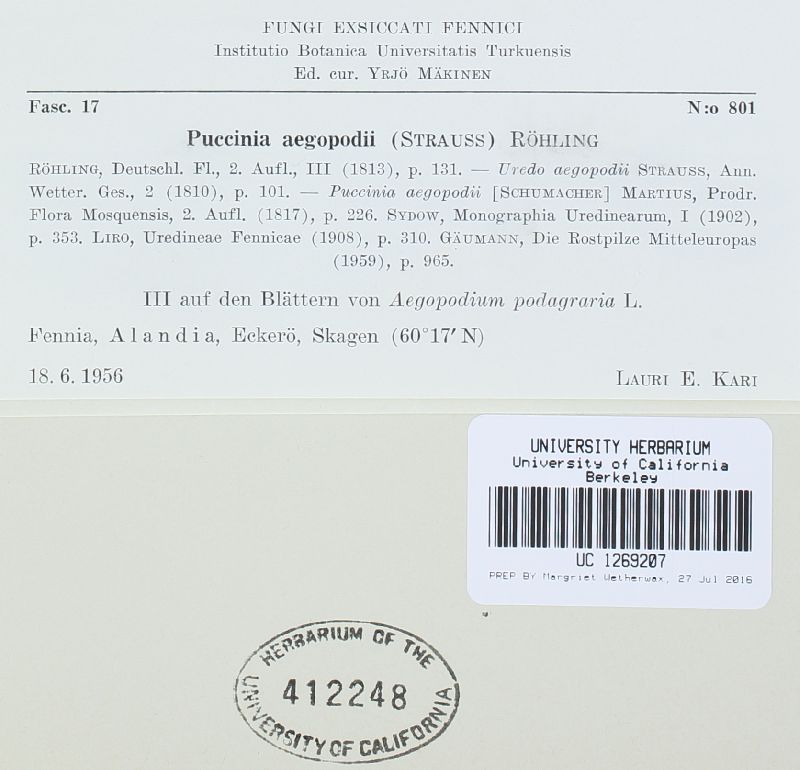 FUNGI EXSICCATI FENNICI
Institutio Botanica Universitatis Turkuensis
Ed. cur. YRJÖ MÄKINEN
Fasc. 17 N:o 801
Puccinia aegopodii (STRAUSS) RÖHLING
RÖHLING, Deutschl. Fl., 2. Aufl., III (1813), p. 131. — Uredo aegopodii STRAUSS, Ann.
Wetter. Ges., 2 (1810), p. 101. — Puccinia aegopodii [SCHUMACHER] MARTIUS, Prodr.
Flora Mosquensis, 2. Aufl. (1817), p. 226. SYDOW, Monographia Uredinearum, I (1902),
p. 353. LIRO, Uredineae Fennicae (1908), p. 310. GÄUMANN, Die Rostpilze Mitteleuropas
(1959), p. 965.
III auf den Blättern von Aegopodium podagraria L.
Fennia, Alandia, Eckerö, Skagen (60°17′ N)
18. 6. 1956 LAURI E. KARI
UNIVERSITY HERBARIUM
University of California
Berkeley
UC 1269207
PREP BY Margriet Wetherwax, 27 Jul 2016
HERBARIUM OF THE
412248
UNIVERSITY OF CALIFORNIA